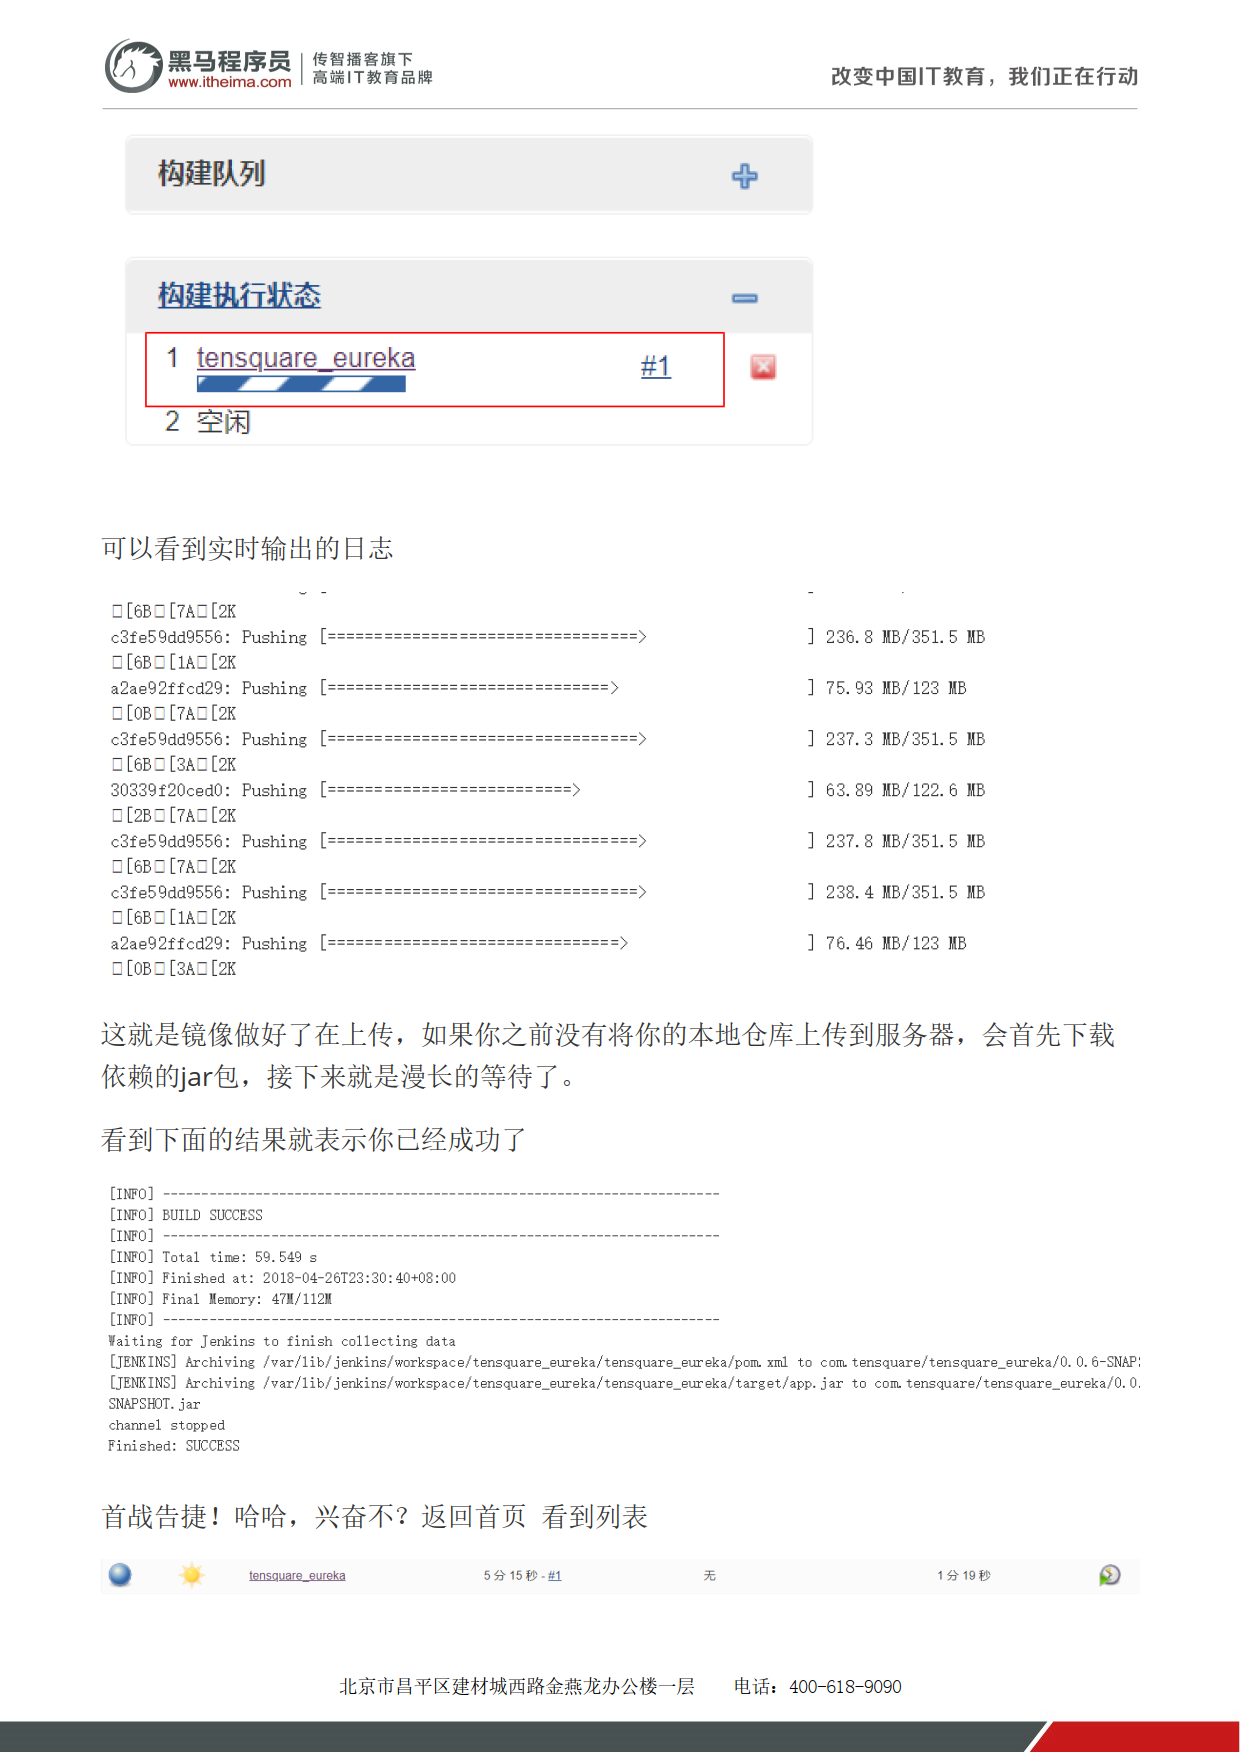 黑马程序员
www.itheima.com
传智播客旗下
高端IT教育品牌
改变中国IT教育，我们正在行动
构建队列
构建执行状态
1 tensquare_eureka #1
2 空闲
可以看到实时输出的日志
□[6B□[7A□[2K
c3fe59dd9556: Pushing [=================================> ] 236.8 MB/351.5 MB
□[6B□[1A□[2K
a2ae92ffcd29: Pushing [==============================> ] 75.93 MB/123 MB
□[0B□[7A□[2K
c3fe59dd9556: Pushing [=================================> ] 237.3 MB/351.5 MB
□[6B□[3A□[2K
30339f20ced0: Pushing [==========================> ] 63.89 MB/122.6 MB
□[2B□[7A□[2K
c3fe59dd9556: Pushing [=================================> ] 237.8 MB/351.5 MB
□[6B□[7A□[2K
c3fe59dd9556: Pushing [=================================> ] 238.4 MB/351.5 MB
□[6B□[1A□[2K
a2ae92ffcd29: Pushing [===============================> ] 76.46 MB/123 MB
□[0B□[3A□[2K
这就是镜像做好了在上传，如果你之前没有将你的本地仓库上传到服务器，会首先下载
依赖的jar包，接下来就是漫长的等待了。
看到下面的结果就表示你已经成功了
[INFO] ------------------------------------------------------------------------
[INFO] BUILD SUCCESS
[INFO] ------------------------------------------------------------------------
[INFO] Total time: 59.549 s
[INFO] Finished at: 2018-04-26T23:30:40+08:00
[INFO] Final Memory: 47M/112M
[INFO] ------------------------------------------------------------------------
Waiting for Jenkins to finish collecting data
[JENKINS] Archiving /var/lib/jenkins/workspace/tensquare_eureka/tensquare_eureka/pom.xml to com.tensquare/tensquare_eureka/0.0.6-SNAP
[JENKINS] Archiving /var/lib/jenkins/workspace/tensquare_eureka/tensquare_eureka/target/app.jar to com.tensquare/tensquare_eureka/0.0.
SNAPSHOT.jar
channel stopped
Finished: SUCCESS
首战告捷！哈哈，兴奋不？返回首页 看到列表
tensquare_eureka 5 分 15 秒 - #1 无 1 分 19 秒
北京市昌平区建材城西路金燕龙办公楼一层 电话：400-618-9090